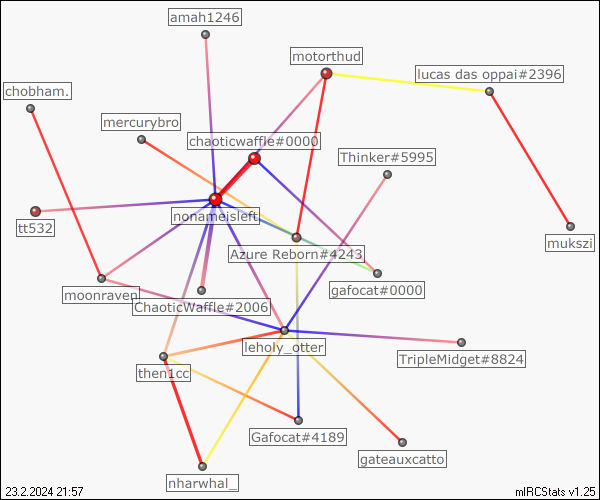 amah1246
motorthud
lucas das oppai#2396
chobham.
mercurybro
chaoticwaffle#0000
Thinker#5995
nonameisleft
tt532
mukszi
Azure Reborn#4243
gafocat#0000
moonraven
ChaoticWaffle#2006
leholy_otter
TripleMidget#8824
then1cc
Gafocat#4189
gateauxcatto
nharwhal_
23.2.2024 21:57
mIRCStats v1.25